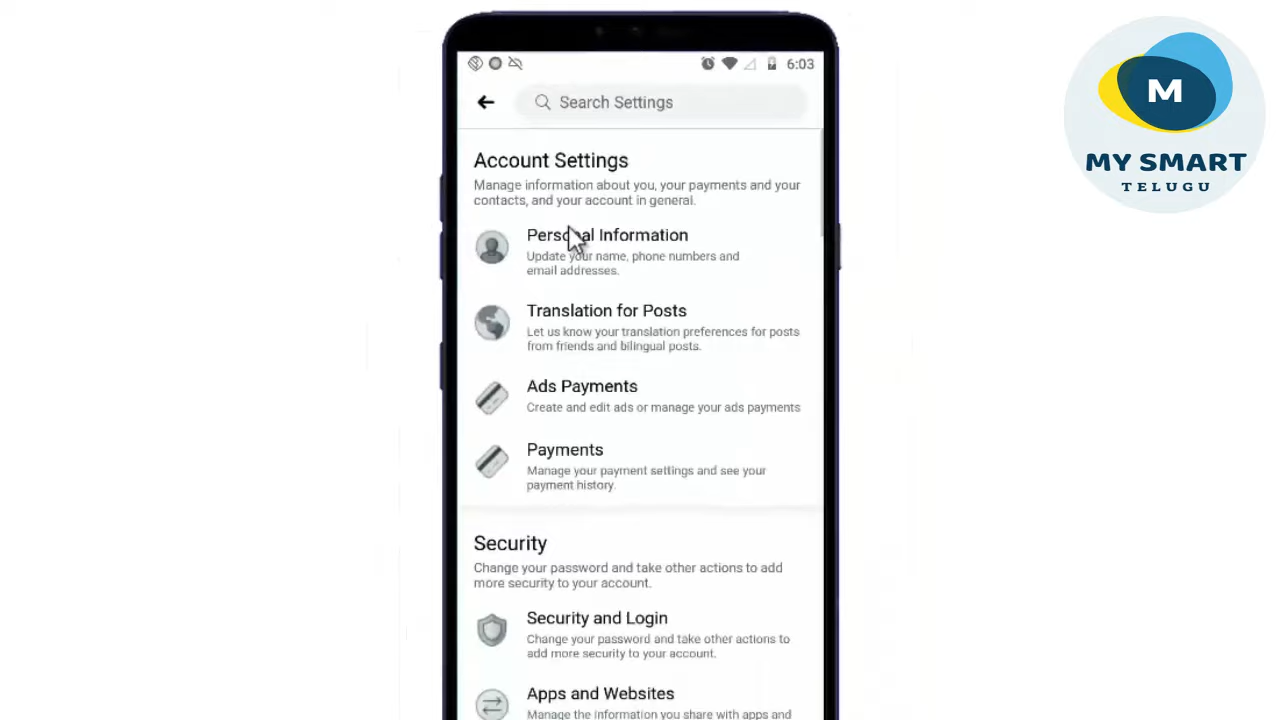 6:03
Search Settings
Account Settings
Manage information about you, your payments and your
contacts, and your account in general.
Personal Information
Update your name, phone numbers and
email addresses.
Translation for Posts
Let us know your translation preferences for posts
from friends and bilingual posts.
Ads Payments
Create and edit ads or manage your ads payments
Payments
Manage your payment settings and see your
payment history.
Security
Change your password and take other actions to add
more security to your account.
Security and Login
Change your password and take other actions to
add more security to your account.
Apps and Websites
Manage the information you share with apps and
M
MY SMART
TELUGU